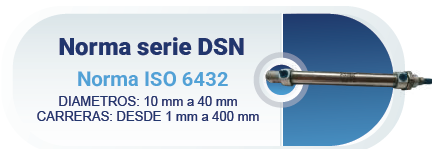 Norma serie DSN
Norma ISO 6432
DIAMETROS: 10 mm a 40 mm
CARRERAS: DESDE 1 mm a 400 mm